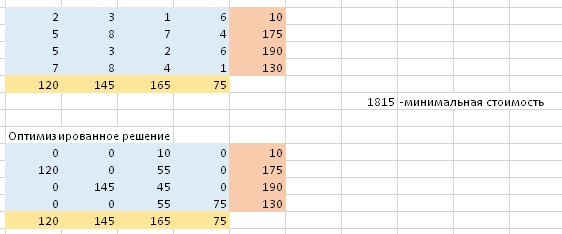 2 3 1 6 10
5 8 7 4 175
5 3 2 6 190
7 8 4 1 130
120 145 165 75
1815 -минимальная стоимость
Оптимизированное решение
0 0 10 0 10
120 0 55 0 175
0 145 45 0 190
0 0 55 75 130
120 145 165 75